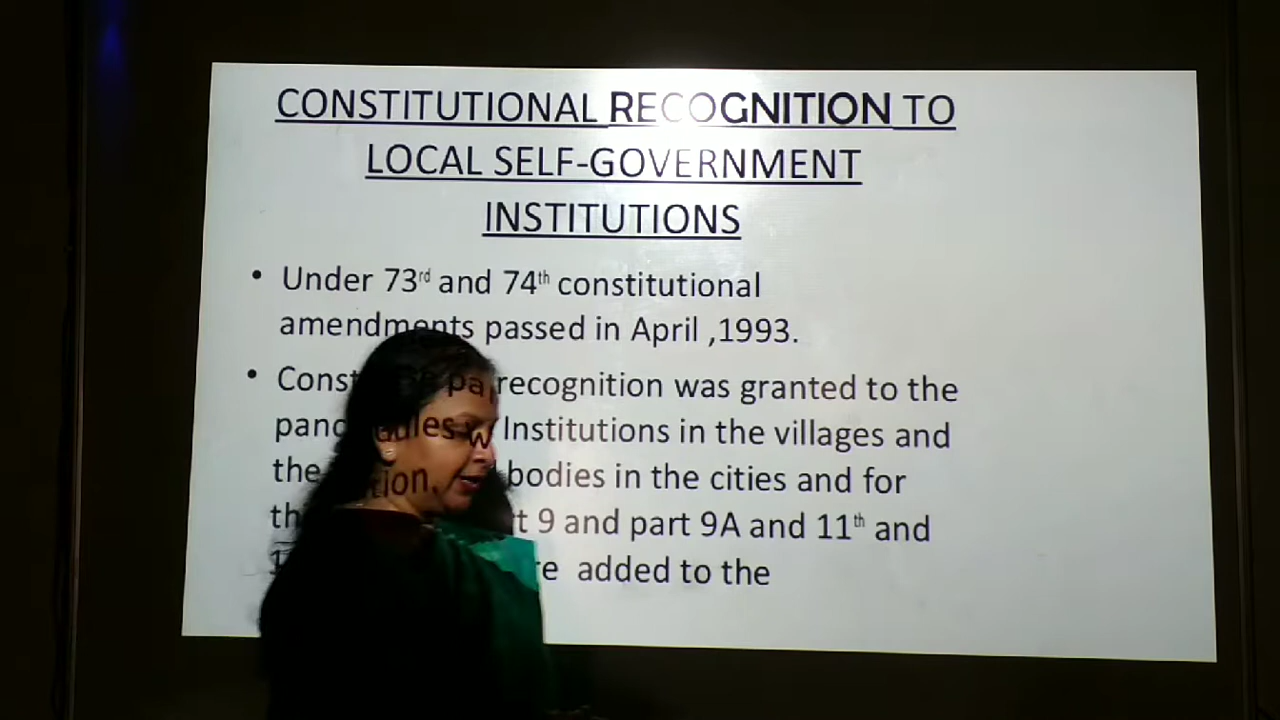 CONSTITUTIONAL RECOGNITION TO
LOCAL SELF-GOVERNMENT
INSTITUTIONS
• Under 73rd and 74th constitutional
amendments passed in April ,1993.
• recognition was granted to the
Institutions in the villages and
the bodies in the cities and for
9 and part 9A and 11th and
added to the